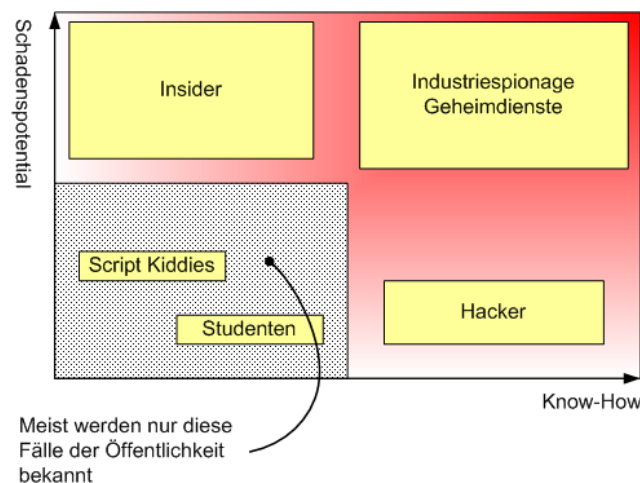 Schadenspotential
Insider
Industriespionage
Geheimdienste
Script Kiddies
Studenten
Hacker
Know-How
Meist werden nur diese
Fälle der Öffentlichkeit
bekannt